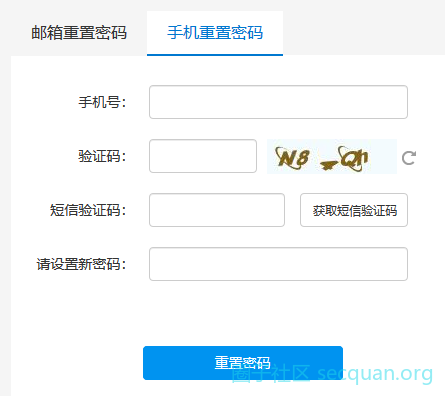 邮箱重置密码 手机重置密码
手机号：
验证码： N8
短信验证码： 获取短信验证码
请设置新密码：
重置密码
圈子社区 secquan.org